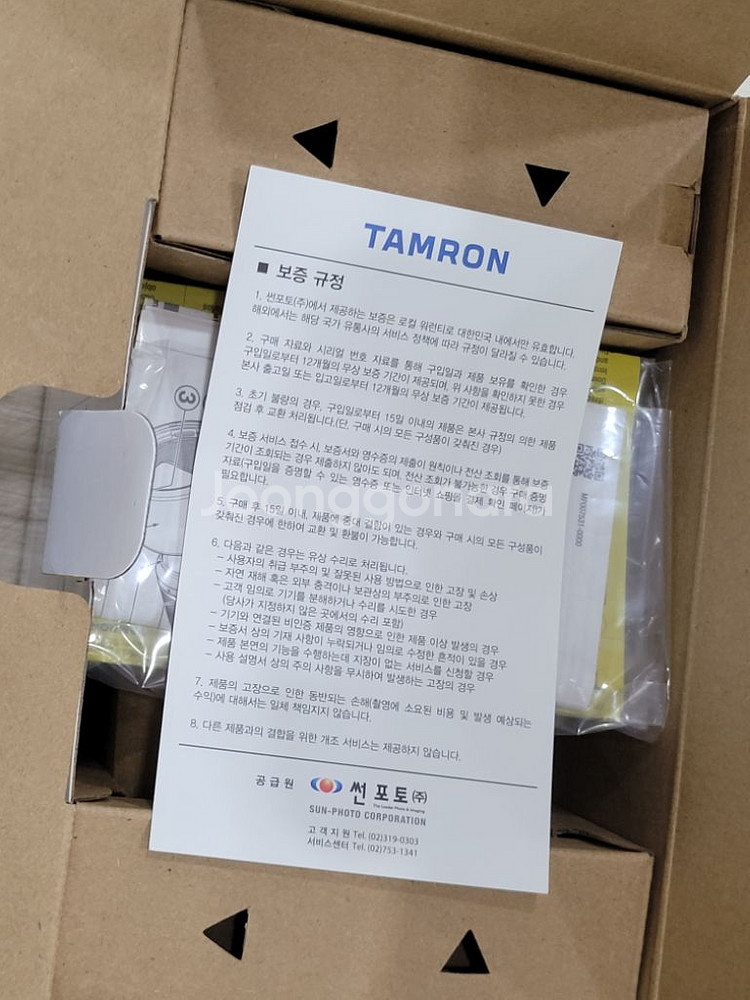 TAMRON
■ 보증 규정
1. 썬포토(주)에서 제공하는 보증은 로컬 워런티로 대한민국 내에서만 유효합니다.
해외에서는 해당 국가 유통사의 서비스 정책에 따라 규정이 달라질 수 있습니다.
2. 구매 자료와 시리얼 번호 자료를 통해 구입일과 제품 보유를 확인한 경우
구입일로부터 12개월의 무상 보증 기간이 제공되며, 위 사항을 확인하지 못한 경우
본사 출고일 또는 입고일로부터 12개월의 무상 보증 기간이 제공됩니다.
3. 초기 불량의 경우, 구입일로부터 15일 이내의 제품은 본사 규정의 의한 제품
점검 후 교환 처리됩니다.(단, 구매 시의 모든 구성품이 갖춰진 경우)
4. 보증 서비스 접수 시, 보증서와 영수증의 제출이 원칙이나 전산 조회를 통해 보증
기간이 조회되는 경우 제출하지 않아도 되며, 전산 조회가 불가능한 경우 구매 증명
자료(구입일을 증명할 수 있는 영수증 또는 인터넷 쇼핑몰 결제 확인 페이지)가
필요합니다.
5. 구매 후 15일 이내, 제품에 중대 결함이 있는 경우와 구매 시의 모든 구성품이
갖춰진 경우에 한하여 교환 및 환불이 가능합니다.
6. 다음과 같은 경우는 유상 수리로 처리됩니다.
– 사용자의 취급 부주의 및 잘못된 사용 방법으로 인한 고장 및 손상
– 자연 재해 혹은 외부 충격이나 보관상의 부주의로 인한 고장
– 고객 임의로 기기를 분해하거나 수리를 시도한 경우
(당사가 지정하지 않은 곳에서의 수리 포함)
– 기기와 연결된 비인증 제품의 영향으로 인한 제품 이상 발생의 경우
– 보증서 상의 기재 사항이 누락되거나 임의로 수정한 흔적이 있을 경우
– 제품 본연의 기능을 수행하는데 지장이 없는 서비스를 신청할 경우
– 사용 설명서 상의 주의 사항을 무시하여 발생하는 고장의 경우
7. 제품의 고장으로 인한 동반되는 손해(촬영에 소요된 비용 및 발생 예상되는
수익)에 대해서는 일체 책임지지 않습니다.
8. 다른 제품과의 결합을 위한 개조 서비스는 제공하지 않습니다.
공급원 썬포토(주)
The Leader Photo & Imaging
SUN-PHOTO CORPORATION
고객지원 Tel. (02)319-0303
서비스센터 Tel. (02)753-1341
Joonggonara
③